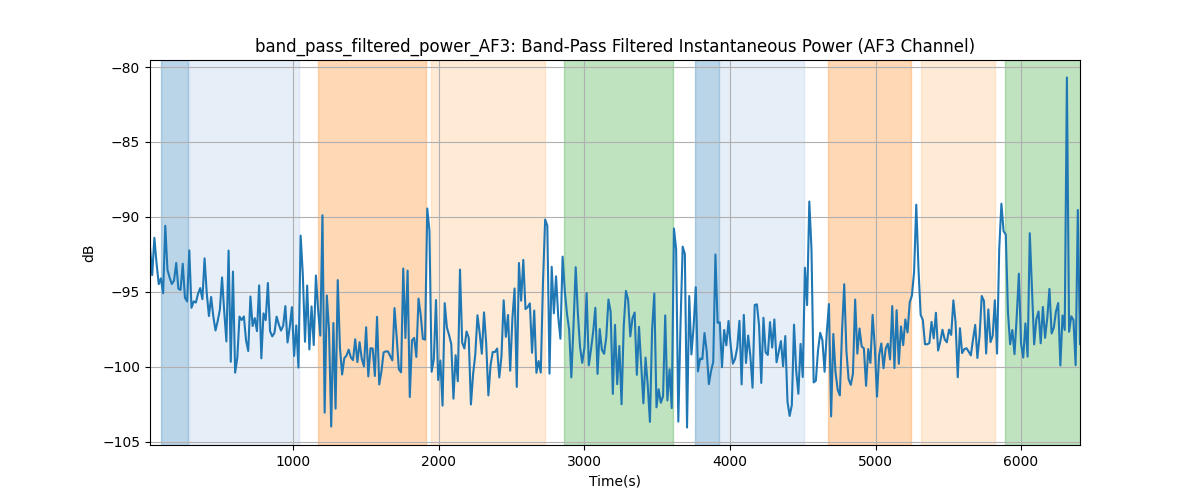 band_pass_filtered_power_AF3: Band-Pass Filtered Instantaneous Power (AF3 Channel)
−80
−85
−90
−95
−100
−105
dB
1000 2000 3000 4000 5000 6000
Time(s)